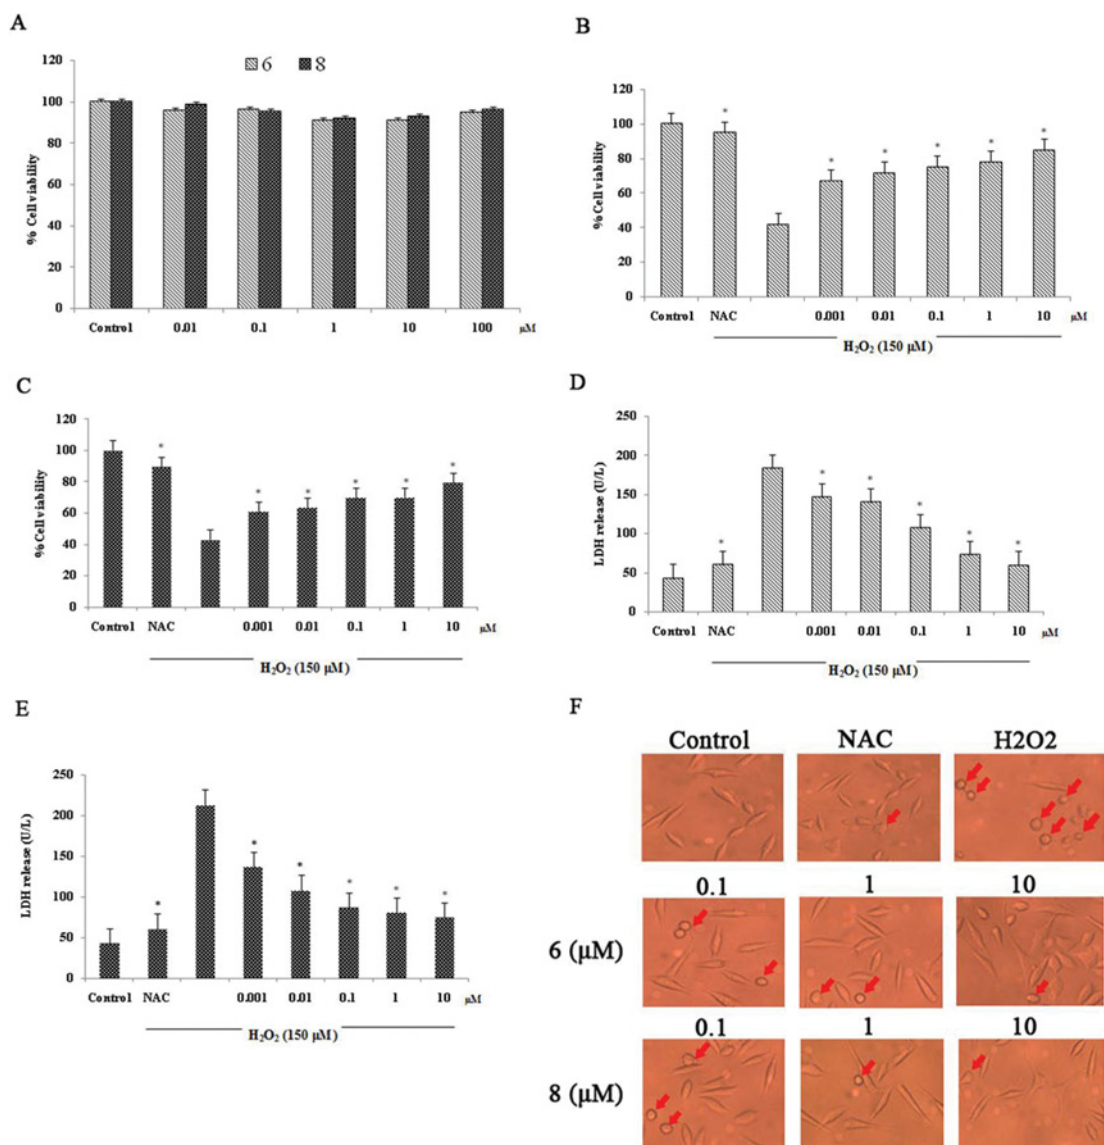 A
120
100
80
60
40
20
0
% Cell viability
6 8
Control 0.01 0.1 1 10 100 μM
B
120
100
80
60
40
20
0
% Cell viability
* * * * * *
Control NAC 0.001 0.01 0.1 1 10 μM
H₂O₂ (150 μM)
C
120
100
80
60
40
20
0
% Cell viability
* * * * * *
Control NAC 0.001 0.01 0.1 1 10 μM
H₂O₂ (150 μM)
D
250
200
150
100
50
0
LDH release (U/L)
* * * * * *
Control NAC 0.001 0.01 0.1 1 10 μM
H₂O₂ (150 μM)
E
250
200
150
100
50
0
LDH release (U/L)
* * * * * *
Control NAC 0.001 0.01 0.1 1 10 μM
H₂O₂ (150 μM)
F
Control NAC H2O2
0.1 1 10
6 (μM)
0.1 1 10
8 (μM)